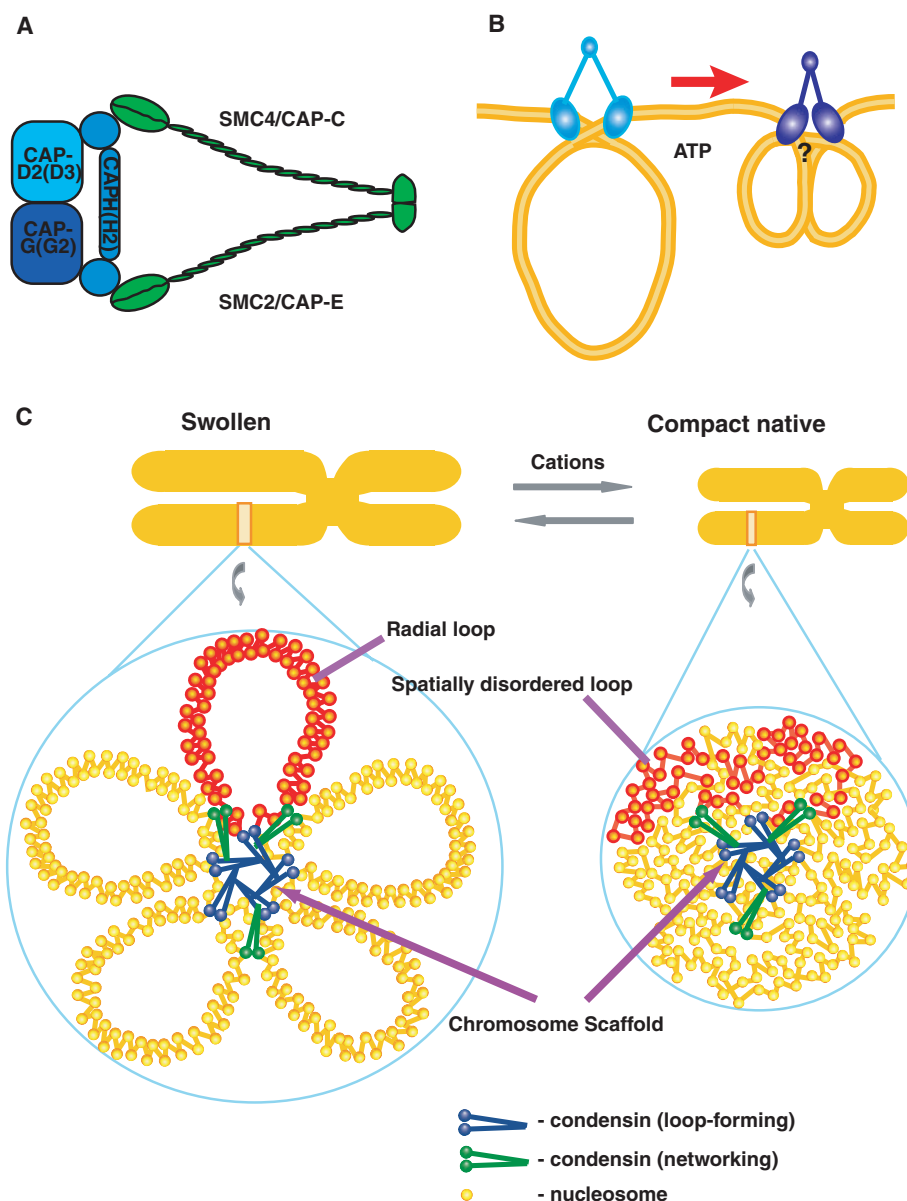 A
SMC4/CAP-C
CAP-
D2(D3)
CAPH(H2)
CAP-
G(G2)
SMC2/CAP-E
B
ATP
?
C
Swollen
Compact native
Cations
Radial loop
Spatially disordered loop
Chromosome Scaffold
- condensin (loop-forming)
- condensin (networking)
- nucleosome